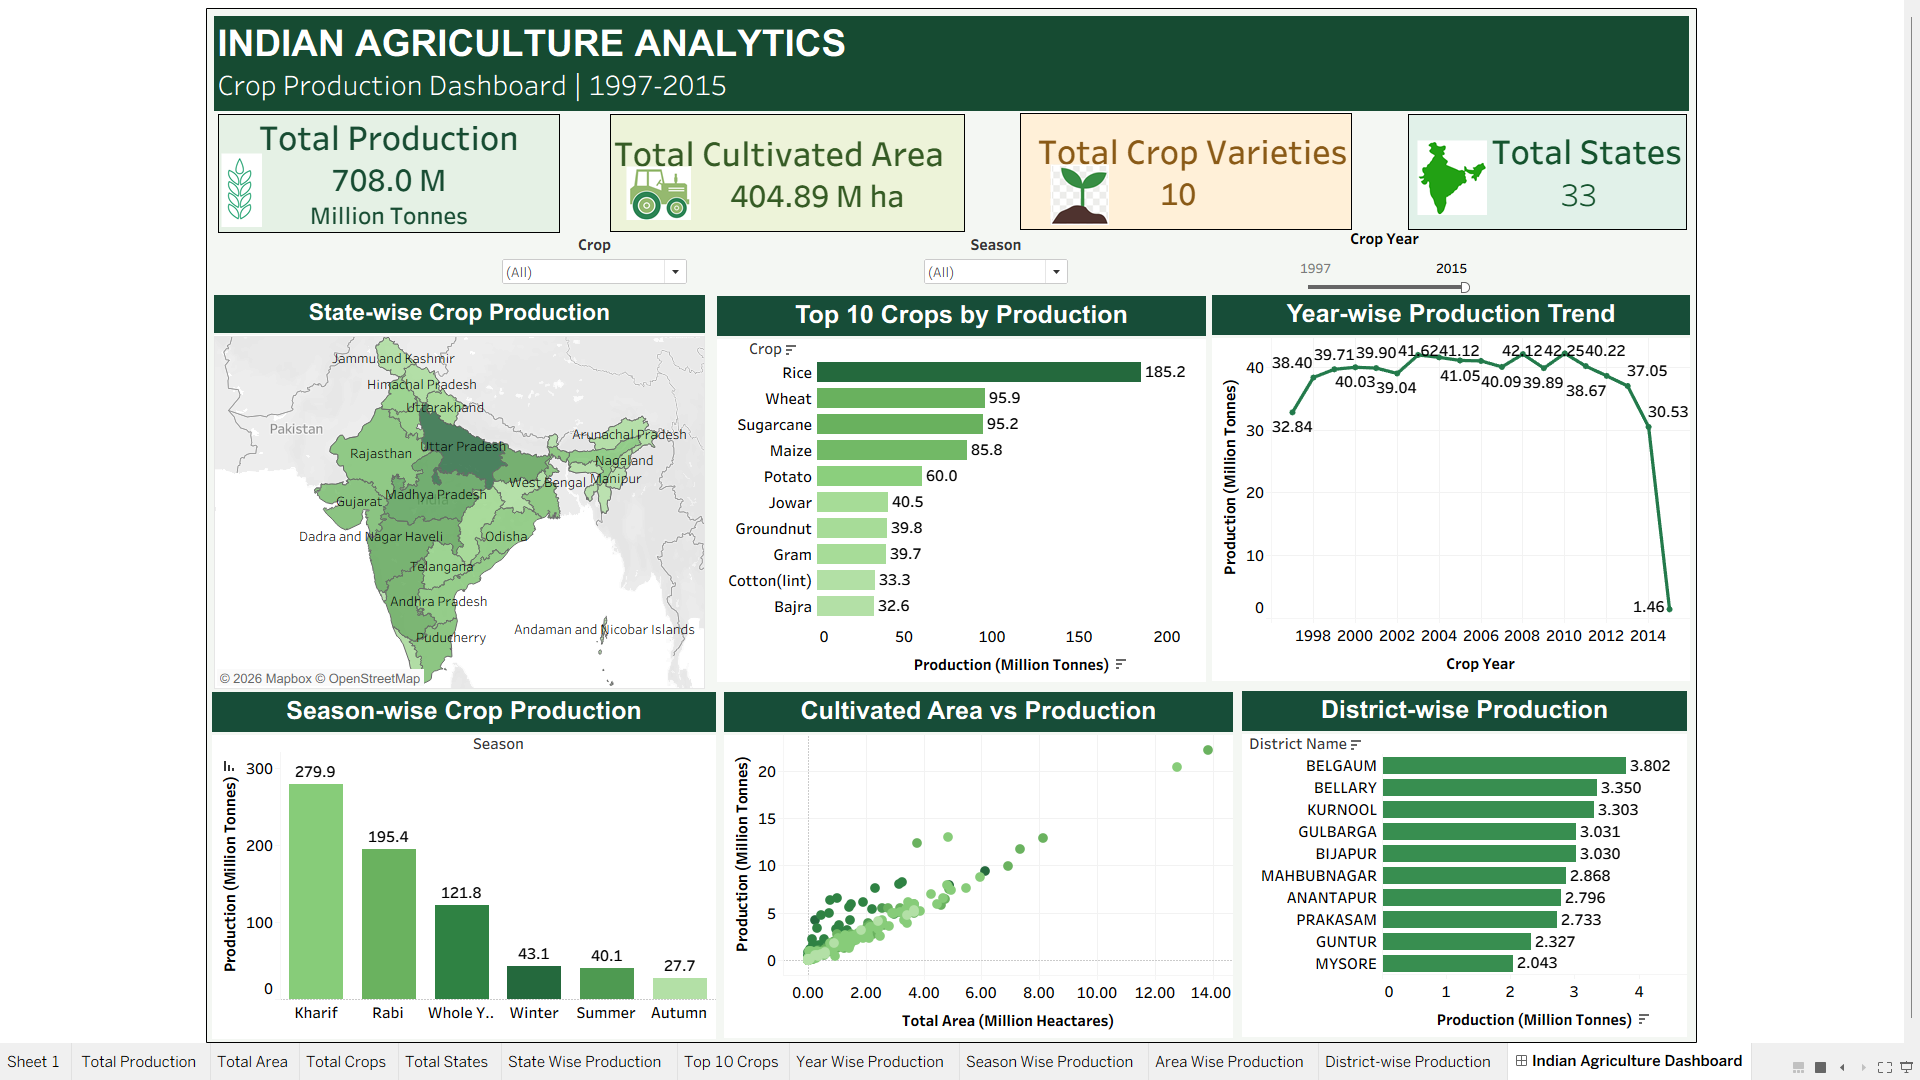 INDIAN AGRICULTURE ANALYTICS
Crop Production Dashboard | 1997-2015
Total Production
708.0 M
Million Tonnes
Total Cultivated Area
404.89 M ha
Total Crop Varieties
10
Total States
33
Crop
(All)
Season
(All)
Crop Year
1997
2015
State-wise Crop Production
Jammu and Kashmir
Himachal Pradesh
Uttarakhand
Pakistan
Arunachal Pradesh
Uttar Pradesh
Rajasthan
Nagaland
West Bengal
Manipur
Madhya Pradesh
Gujarat
Dadra and Nagar Haveli
Odisha
Telangana
Andhra Pradesh
Andaman and Nicobar Islands
Puducherry
© 2026 Mapbox © OpenStreetMap
Top 10 Crops by Production
Crop
Rice 185.2
Wheat 95.9
Sugarcane 95.2
Maize 85.8
Potato 60.0
Jowar 40.5
Groundnut 39.8
Gram 39.7
Cotton(lint) 33.3
Bajra 32.6
0 50 100 150 200
Production (Million Tonnes)
Year-wise Production Trend
Production (Million Tonnes)
40
30
20
10
0
32.84
38.40
39.71
40.03
39.90
39.04
41.62
41.12
41.05
40.09
42.12
39.89
42.25
40.22
38.67
37.05
30.53
1.46
1998 2000 2002 2004 2006 2008 2010 2012 2014
Crop Year
Season-wise Crop Production
Season
Production (Million Tonnes)
300
200
100
0
279.9
195.4
121.8
43.1
40.1
27.7
Kharif Rabi Whole Y.. Winter Summer Autumn
Cultivated Area vs Production
Production (Million Tonnes)
20
15
10
5
0
0.00 2.00 4.00 6.00 8.00 10.00 12.00 14.00
Total Area (Million Heactares)
District-wise Production
District Name
BELGAUM 3.802
BELLARY 3.350
KURNOOL 3.303
GULBARGA 3.031
BIJAPUR 3.030
MAHBUBNAGAR 2.868
ANANTAPUR 2.796
PRAKASAM 2.733
GUNTUR 2.327
MYSORE 2.043
0 1 2 3 4
Production (Million Tonnes)
Sheet 1 Total Production Total Area Total Crops Total States State Wise Production Top 10 Crops Year Wise Production Season Wise Production Area Wise Production District-wise Production Indian Agriculture Dashboard